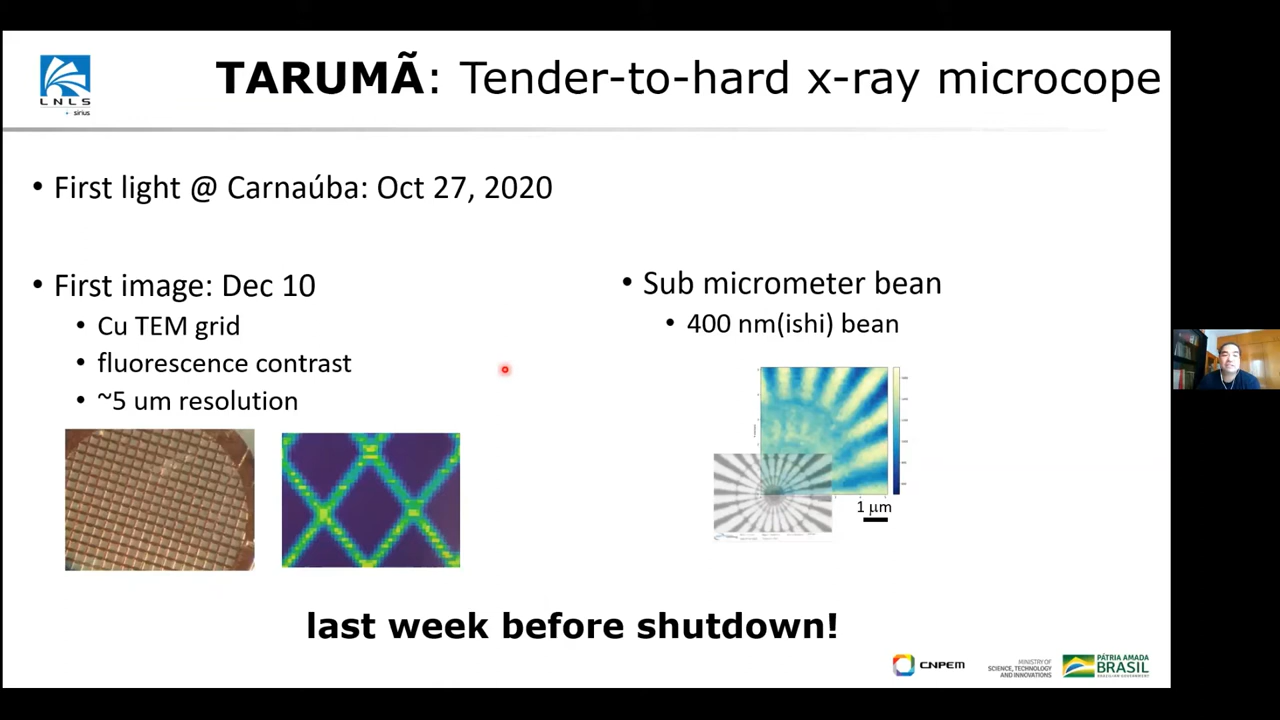 LNLS
sirius
TARUMÃ: Tender-to-hard x-ray microcope
• First light @ Carnaúba: Oct 27, 2020
• First image: Dec 10
• Cu TEM grid
• fluorescence contrast
• ~5 um resolution
• Sub micrometer bean
• 400 nm(ishi) bean
1 μm
last week before shutdown!
CNPEM
MINISTRY OF
SCIENCE, TECHNOLOGY
AND INNOVATIONS
PÁTRIA AMADA
BRASIL
BRAZILIAN GOVERNMENT